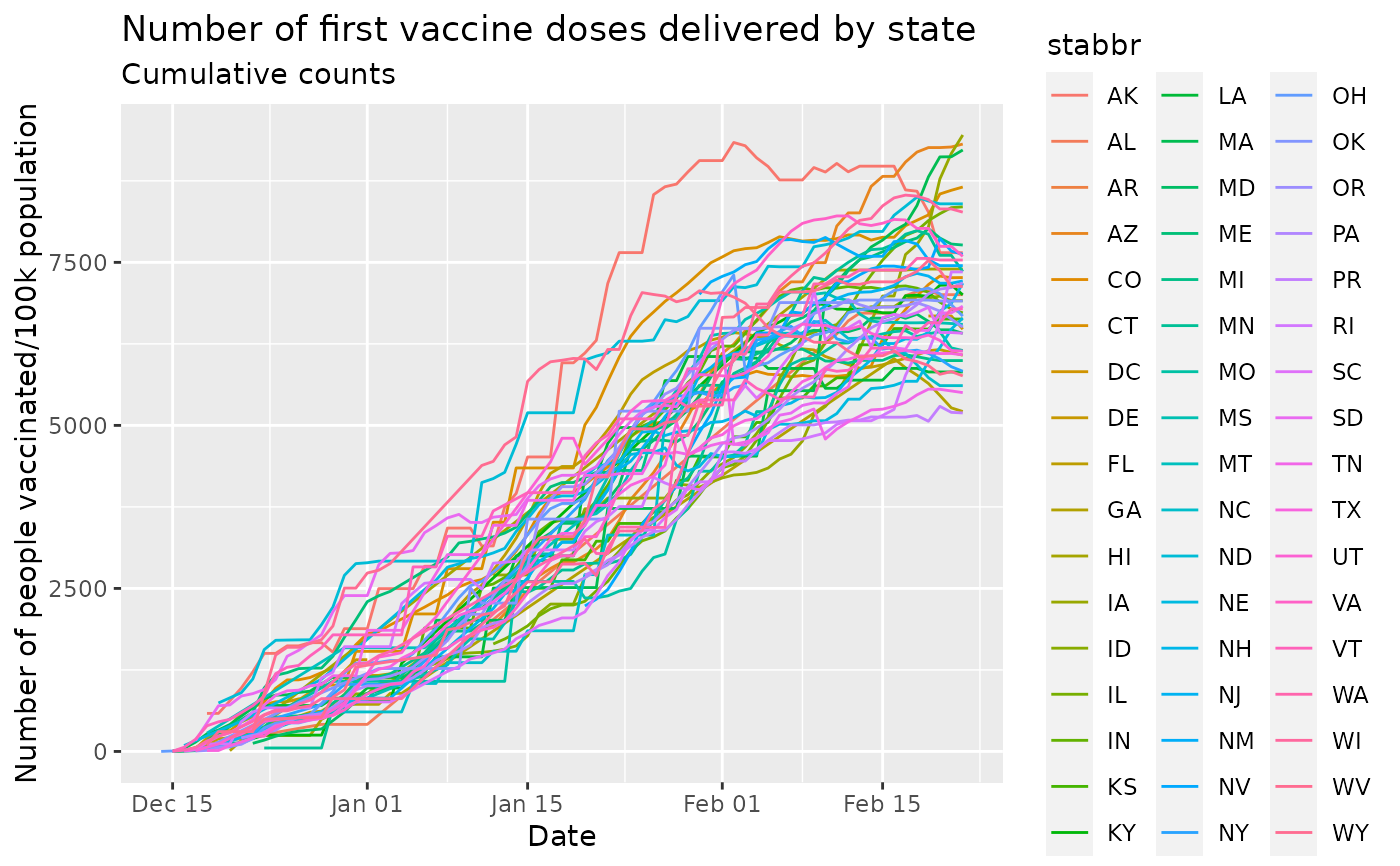 Number of first vaccine doses delivered by state
Cumulative counts
Number of people vaccinated/100k population
7500
5000
2500
0
Dec 15
Jan 01
Jan 15
Feb 01
Feb 15
Date
stabbr
AK
AL
AR
AZ
CO
CT
DC
DE
FL
GA
HI
IA
ID
IL
IN
KS
KY
LA
MA
MD
ME
MI
MN
MO
MS
MT
NC
ND
NE
NH
NJ
NM
NV
NY
OH
OK
OR
PA
PR
RI
SC
SD
TN
TX
UT
VA
VT
WA
WI
WV
WY